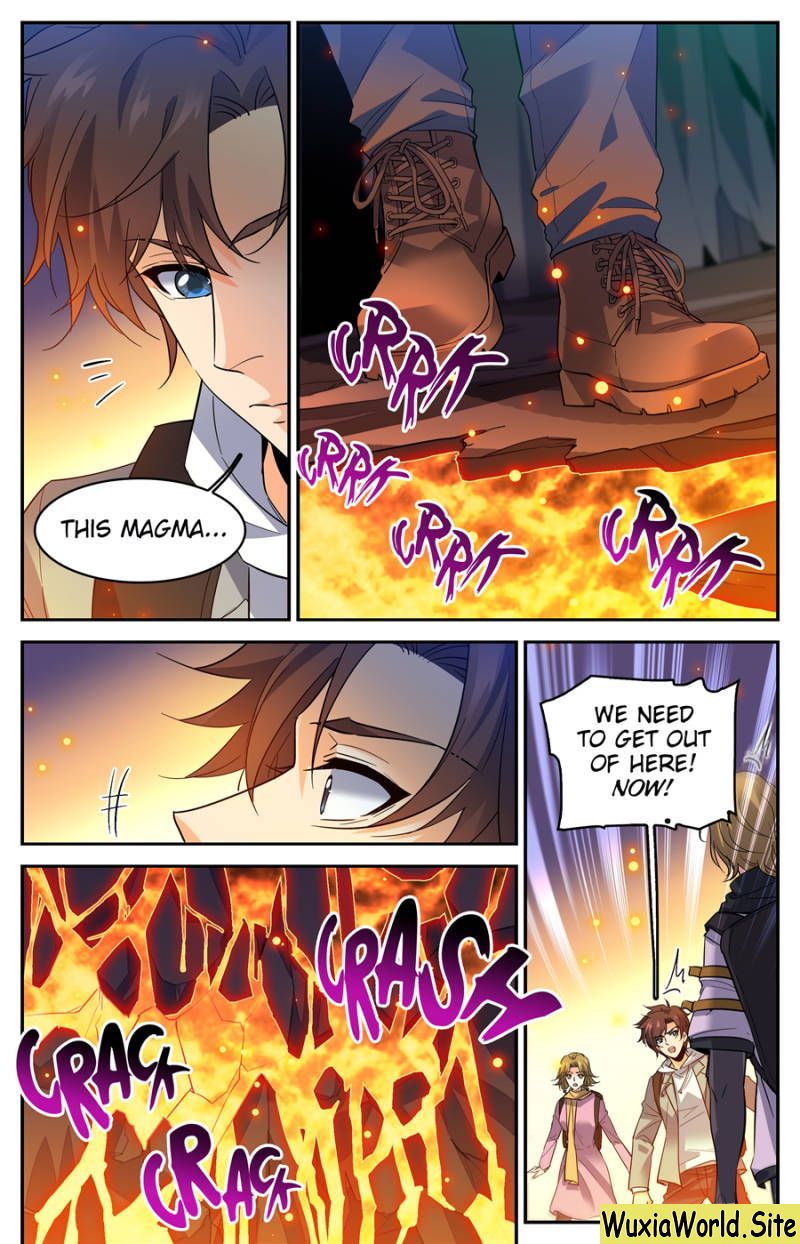 CRRK
CRRK
CRRK
CRRK
THIS MAGMA...
WE NEED
TO GET OUT
OF HERE!
NOW!
CRASH
CRACK
CRACK
WuxiaWorld.Site